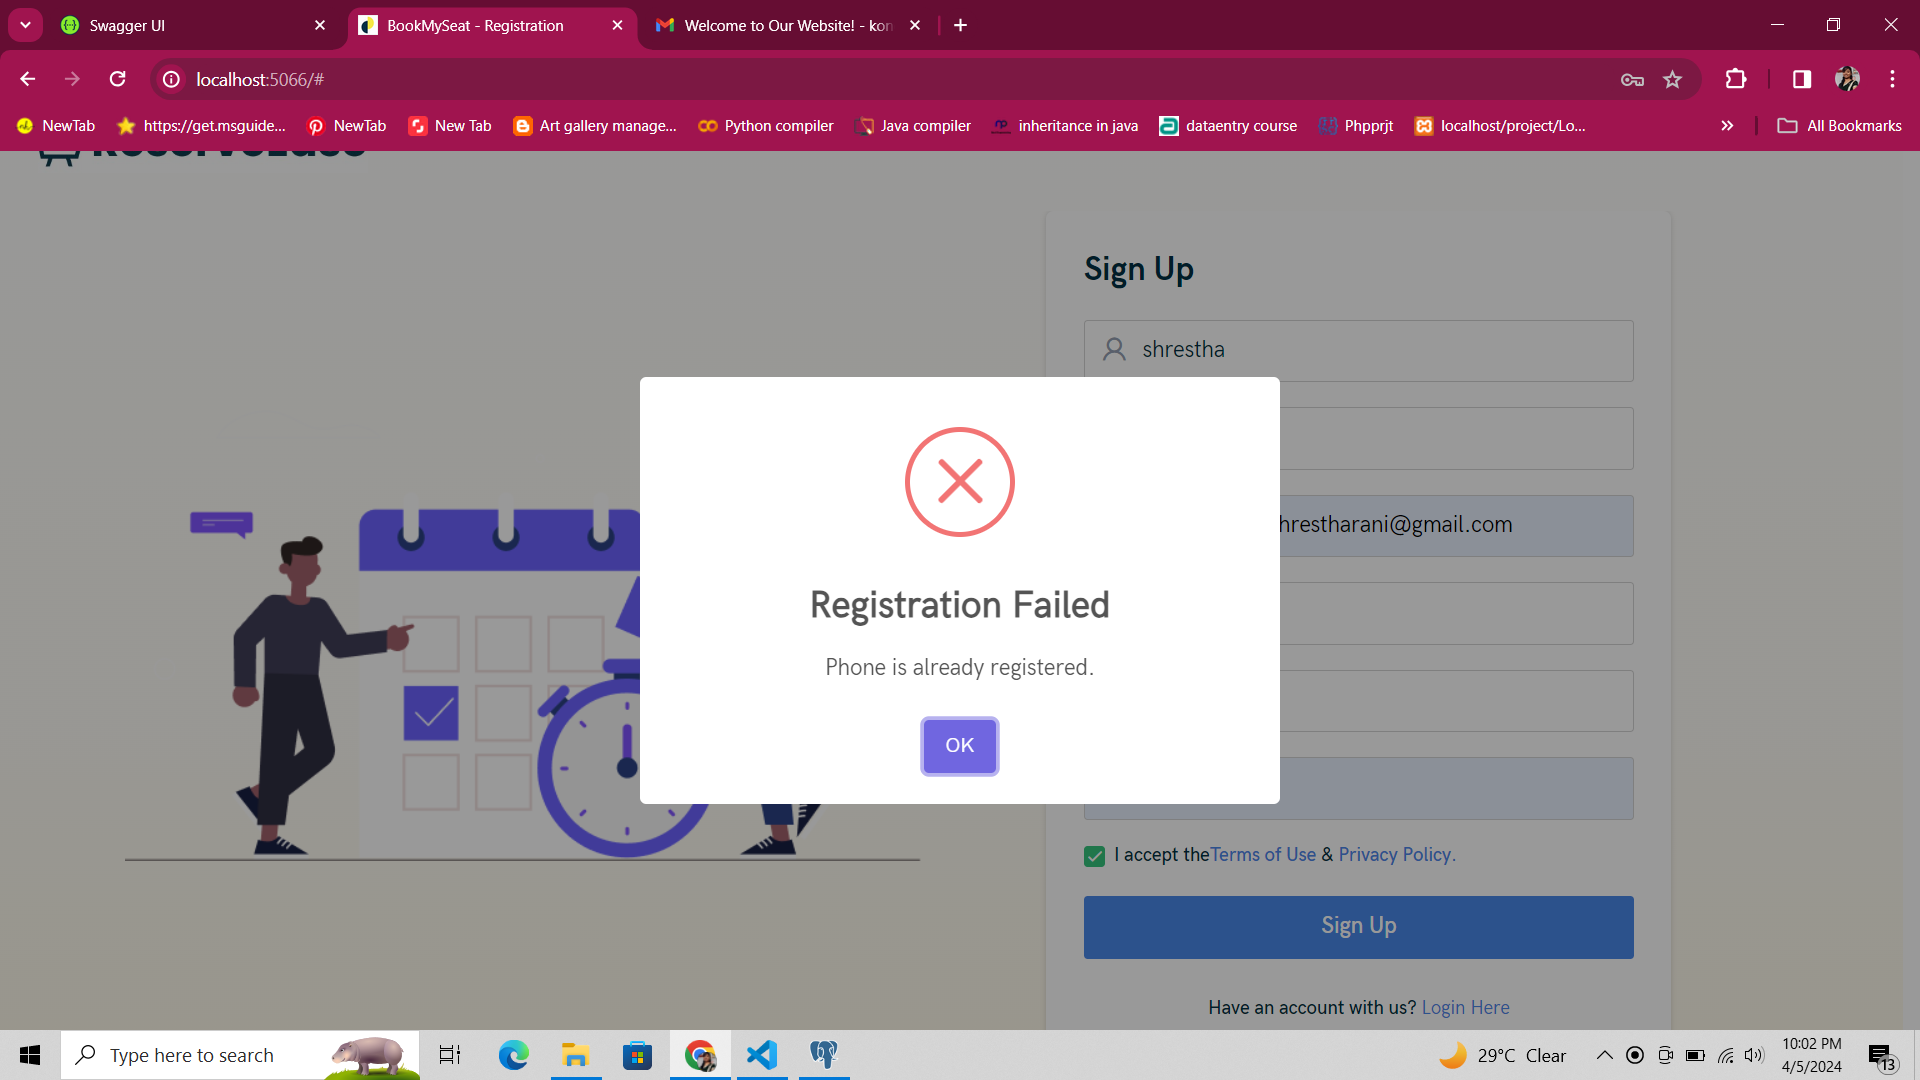 Swagger UI
BookMySeat - Registration
Welcome to Our Website! - kon
localhost:5066/#
NewTab
https://get.msguide...
NewTab
New Tab
Art gallery manage...
Python compiler
Java compiler
inheritance in java
dataentry course
Phpprjt
localhost/project/Lo...
All Bookmarks
Sign Up
shrestha
hrestharani@gmail.com
Registration Failed
Phone is already registered.
OK
I accept theTerms of Use & Privacy Policy.
Sign Up
Have an account with us? Login Here
Type here to search
29°C Clear
10:02 PM
4/5/2024
13